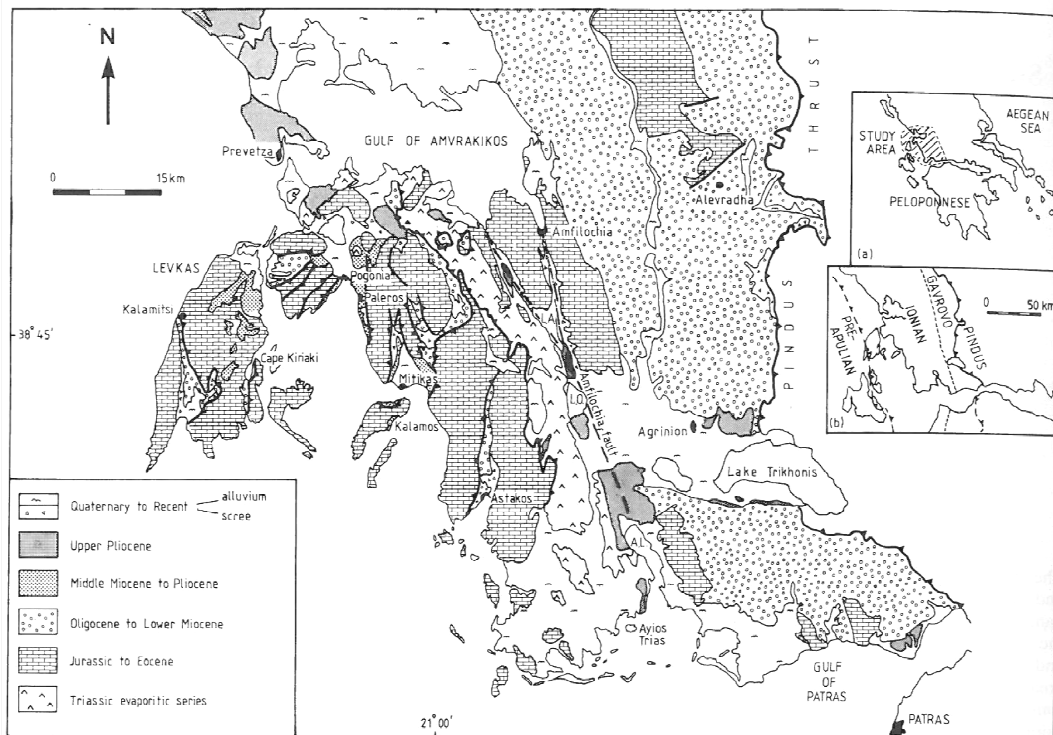 N
0 15km
Prevetza
GULF OF AMVRAKIKOS
THRUST
PINDUS
Alevradha
Amfilochia
LEVKAS
Kalamitsi
Pogonia
Paleros
38° 45'
Cape Kiriaki
Mitikas
Kalamos
L.O.
Amfilochia fault
Agrinion
Lake Trikhonis
Astakos
A.L.
Ayios
Trias
GULF
OF
PATRAS
PATRAS
21° 00'
AEGEAN
SEA
STUDY
AREA
PELOPONNESE
(a)
0 50 km
PRE
APULIAN
IONIAN
GAVROVO
PINDUS
(b)
Quaternary to Recent
alluvium
scree
Upper Pliocene
Middle Miocene to Pliocene
Oligocene to Lower Miocene
Jurassic to Eocene
Triassic evaporitic series